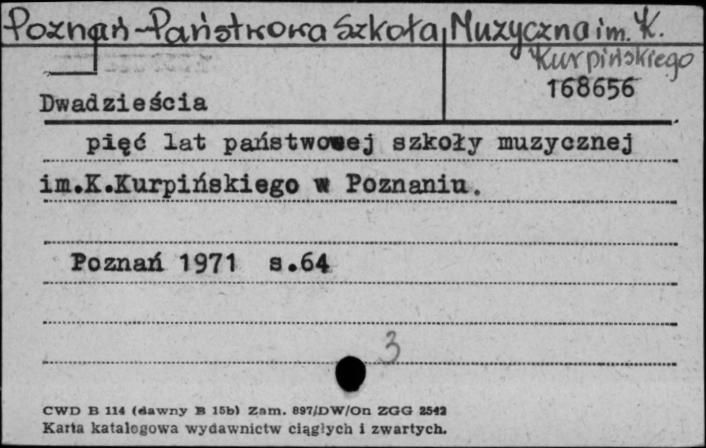 Poznań-Państwowa Szkoła Muzyczna im. K.
Kurpińskiego
168656
Dwadzieścia
pięć lat państwowej szkoły muzycznej
im.K.Kurpińskiego w Poznaniu.
Poznań 1971 s.64
3
CWD B 114 (dawny B 15b) Zam. 897/DW/On ZGG 2542
Karta katalogowa wydawnictw ciągłych i zwartych.